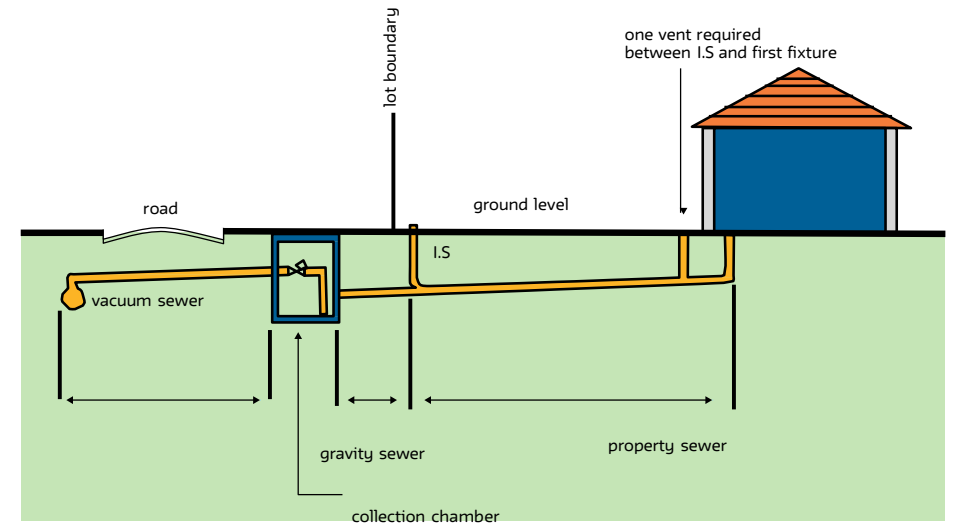 lot boundary
one vent required
between I.S and first fixture
road
ground level
I.S
vacuum sewer
gravity sewer
property sewer
collection chamber